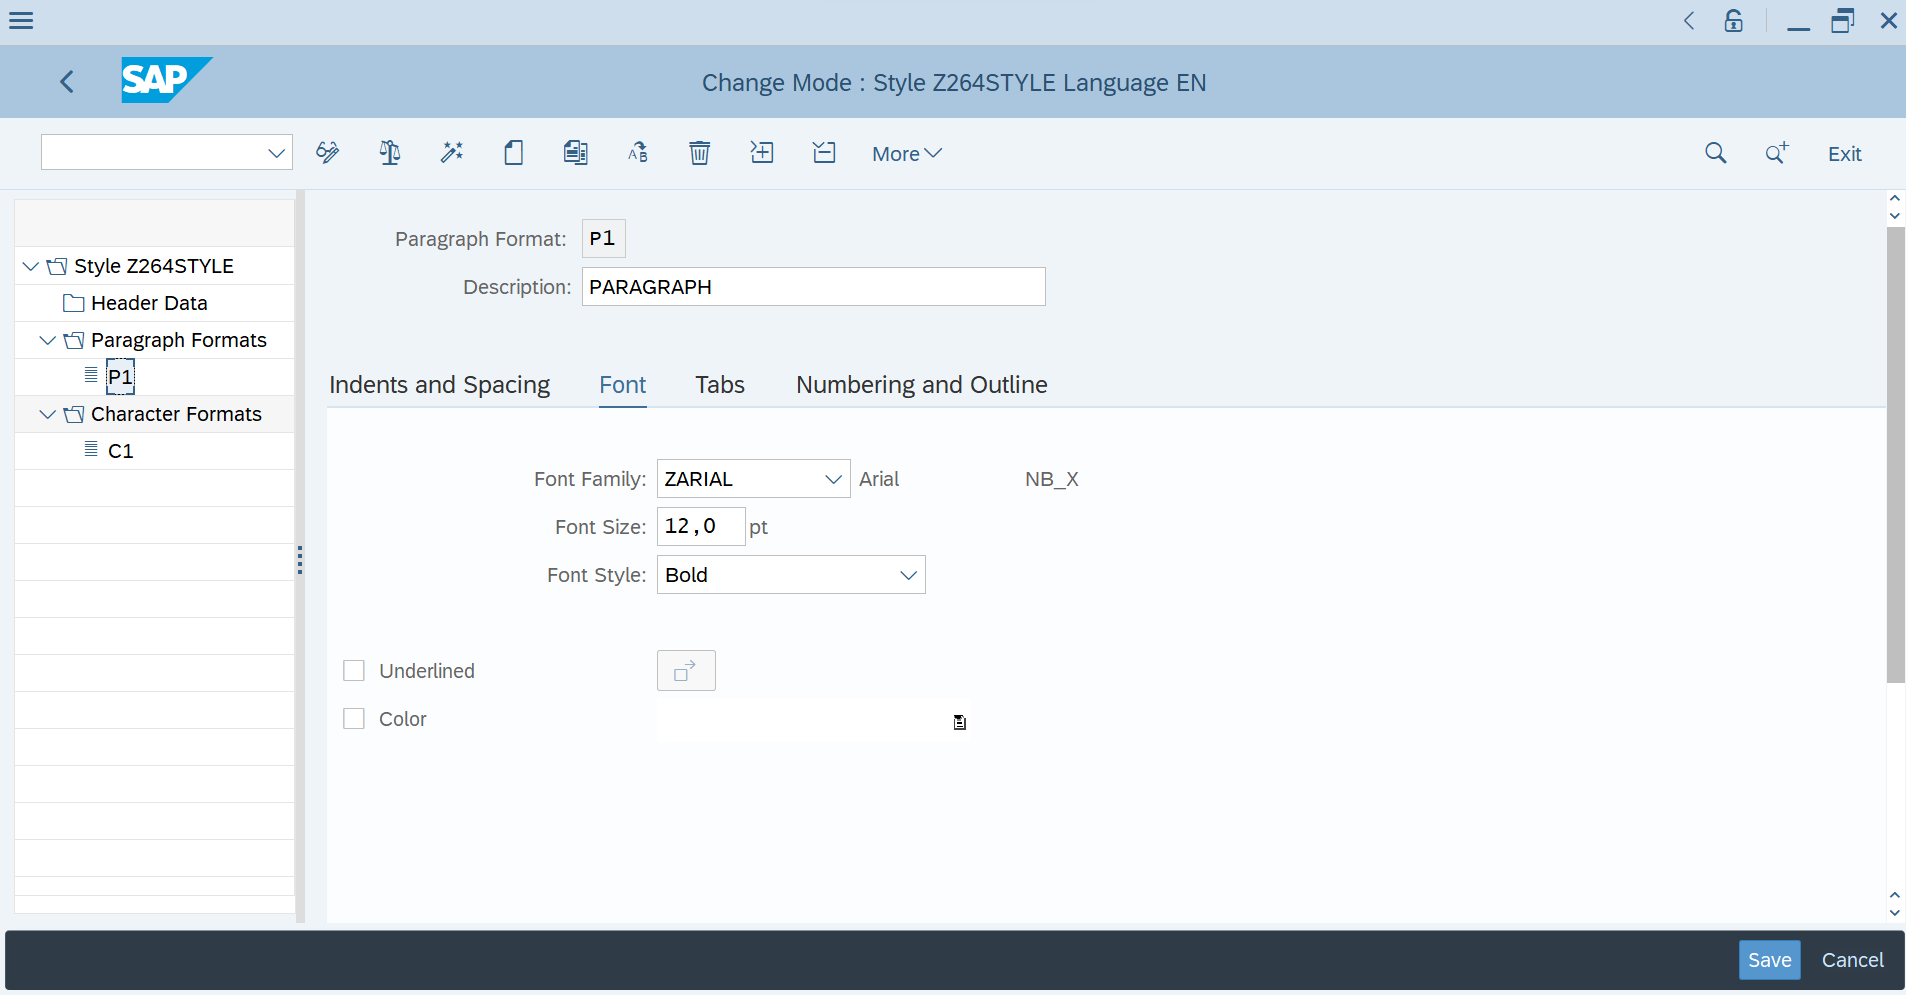 SAP
Change Mode : Style Z264STYLE Language EN
More
Exit
Paragraph Format: P1
Description: PARAGRAPH
Style Z264STYLE
Header Data
Paragraph Formats
P1
Character Formats
C1
Indents and Spacing Font Tabs Numbering and Outline
Font Family: ZARIAL Arial NB_X
Font Size: 12,0 pt
Font Style: Bold
Underlined
Color
Save Cancel